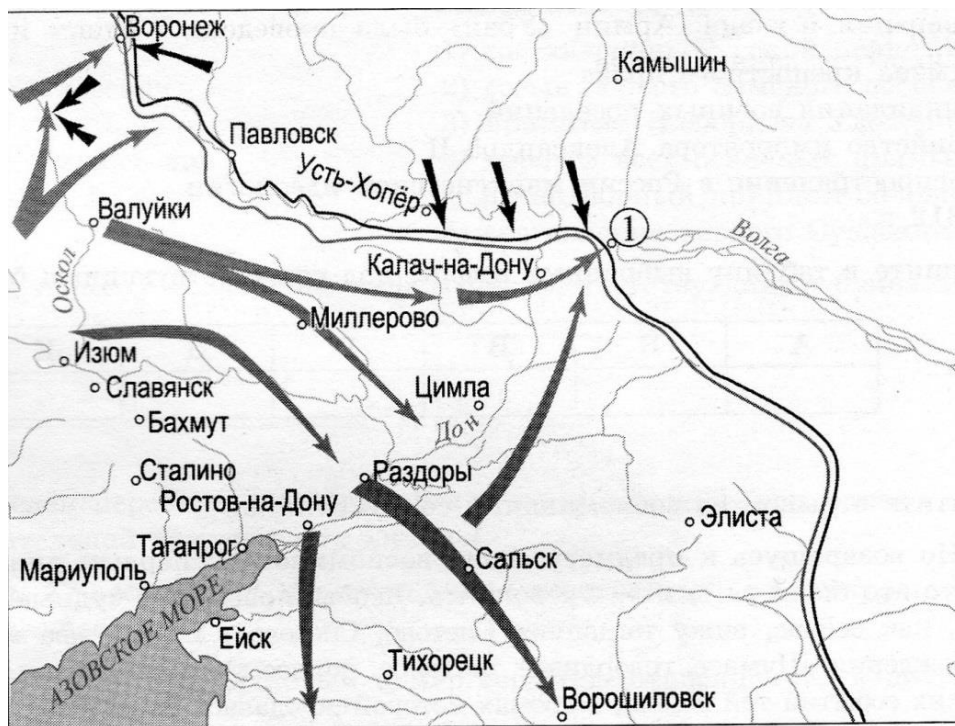 Воронеж
Камышин
Павловск
Усть-Хопёр
1
Волга
Валуйки
Калач-на-Дону
Оскол
Миллерово
Изюм
Славянск
Цимла
Бахмут
Дон
Сталино
Раздоры
Ростов-на-Дону
Элиста
Таганрог
Сальск
Мариуполь
Ейск
АЗОВСКОЕ МОРЕ
Тихорецк
Ворошиловск